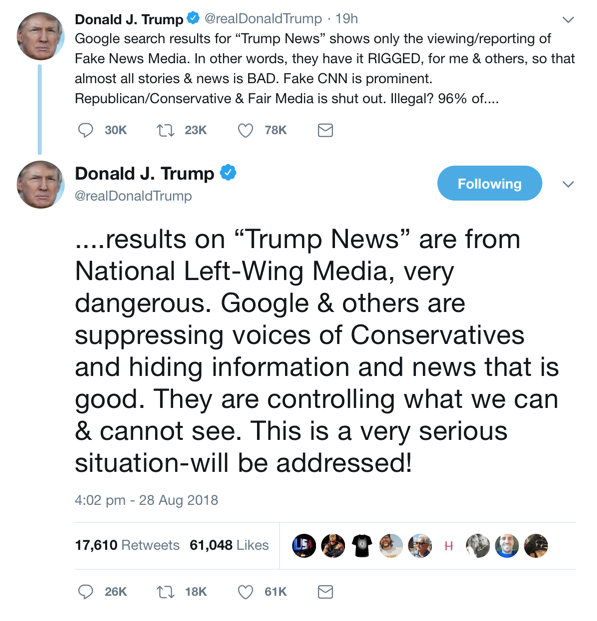 Donald J. Trump @realDonaldTrump · 19h
Google search results for “Trump News” shows only the viewing/reporting of
Fake News Media. In other words, they have it RIGGED, for me & others, so that
almost all stories & news is BAD. Fake CNN is prominent.
Republican/Conservative & Fair Media is shut out. Illegal? 96% of....
30K 23K 78K
Donald J. Trump
@realDonaldTrump
Following
....results on “Trump News” are from
National Left-Wing Media, very
dangerous. Google & others are
suppressing voices of Conservatives
and hiding information and news that is
good. They are controlling what we can
& cannot see. This is a very serious
situation-will be addressed!
4:02 pm - 28 Aug 2018
17,610 Retweets 61,048 Likes
H
26K 18K 61K